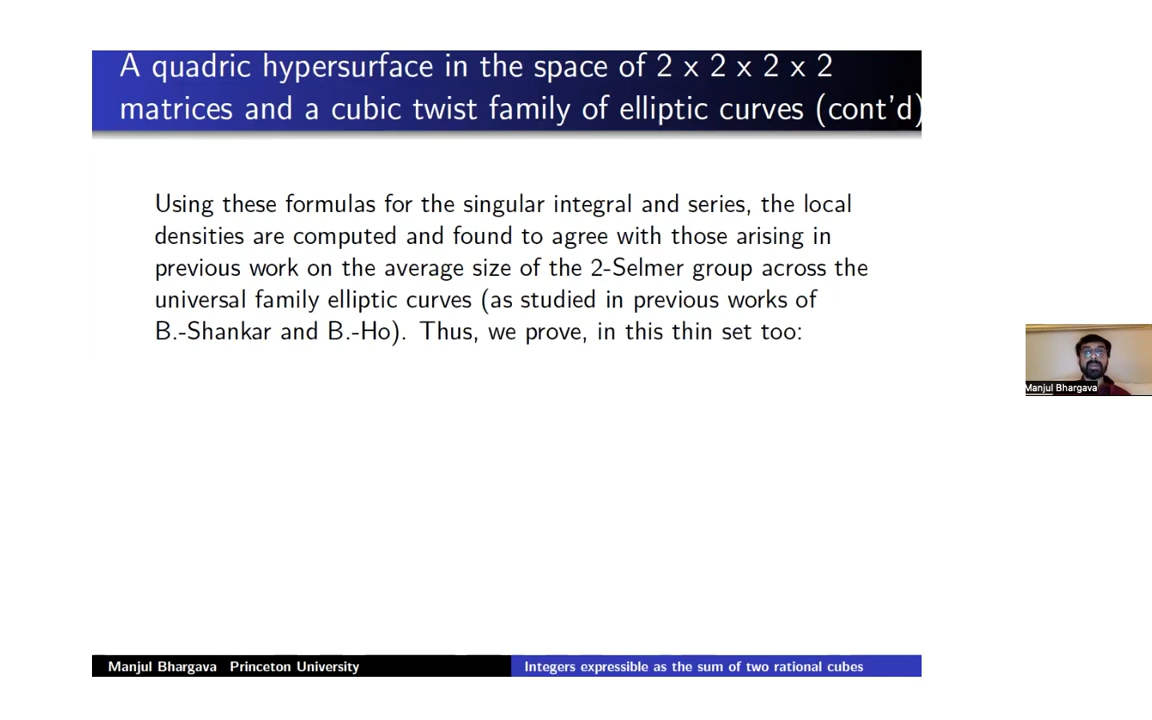 A quadric hypersurface in the space of 2 x 2 x 2 x 2
matrices and a cubic twist family of elliptic curves (cont'd)
Using these formulas for the singular integral and series, the local
densities are computed and found to agree with those arising in
previous work on the average size of the 2-Selmer group across the
universal family elliptic curves (as studied in previous works of
B.-Shankar and B.-Ho). Thus, we prove, in this thin set too:
Manjul Bhargava
Manjul Bhargava Princeton University
Integers expressible as the sum of two rational cubes